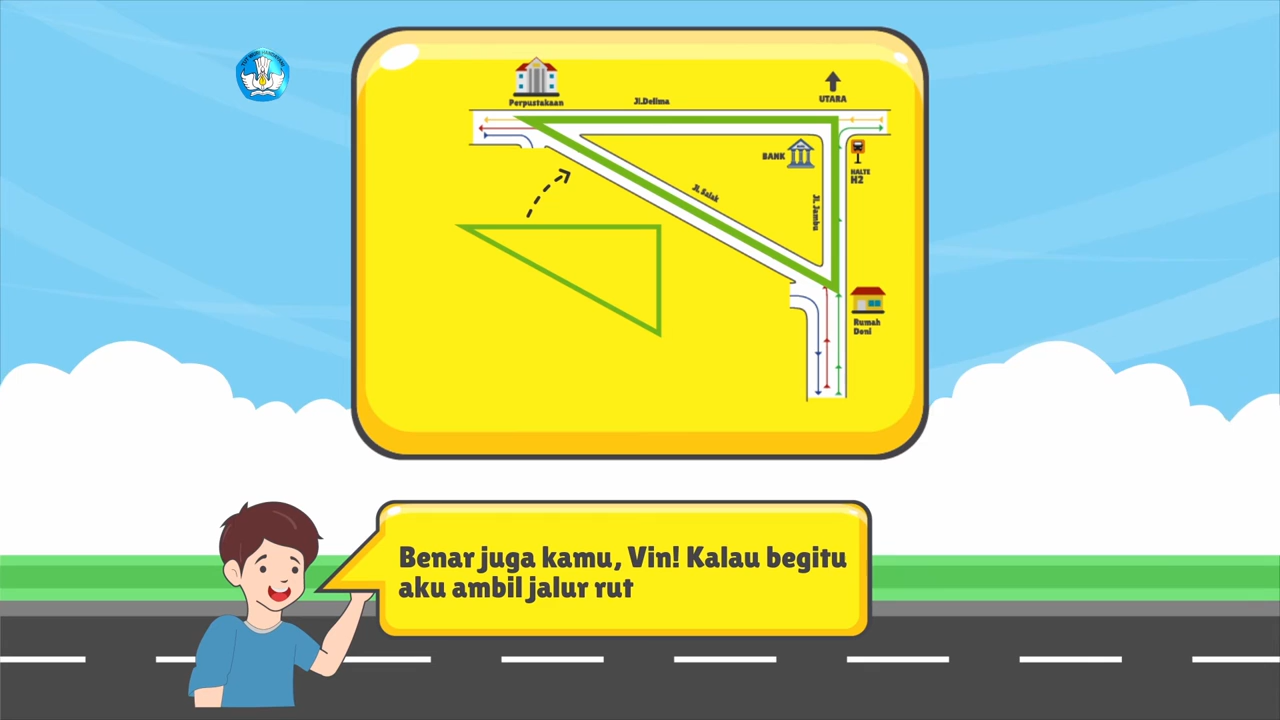 Perpustakaan
Jl.Delima
UTARA
BANK
HALTE
H2
Jl. Salak
Jl. Jambu
Rumah
Deni
Benar juga kamu, Vin! Kalau begitu
aku ambil jalur rut